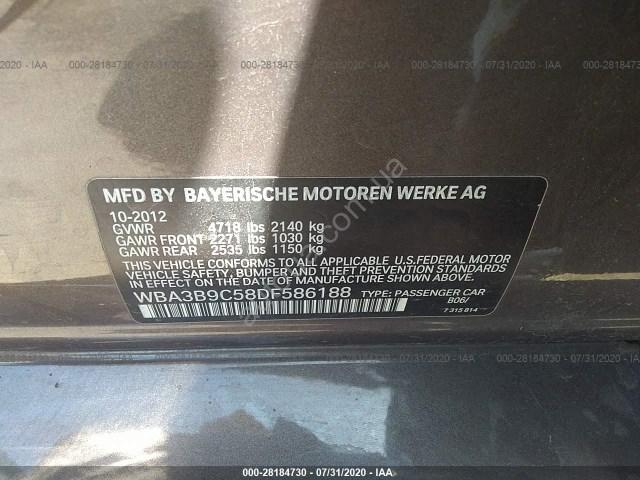 000-28184730 - 07/31/2020 - IAA
MFD BY BAYERISCHE MOTOREN WERKE AG
10-2012
GVWR 4718 lbs 2140 kg
GAWR FRONT 2271 lbs 1030 kg
GAWR REAR 2535 lbs 1150 kg
THIS VEHICLE CONFORMS TO ALL APPLICABLE U.S.FEDERAL MOTOR
VEHICLE SAFETY, BUMPER AND THEFT PREVENTION STANDARDS
IN EFFECT ON THE DATE OF MANUFACTURE SHOWN ABOVE.
WBA3B9C58DF586188 TYPE: PASSENGER CAR
B06/
7 315 814
000-28184730 - 07/31/2020 - IAA